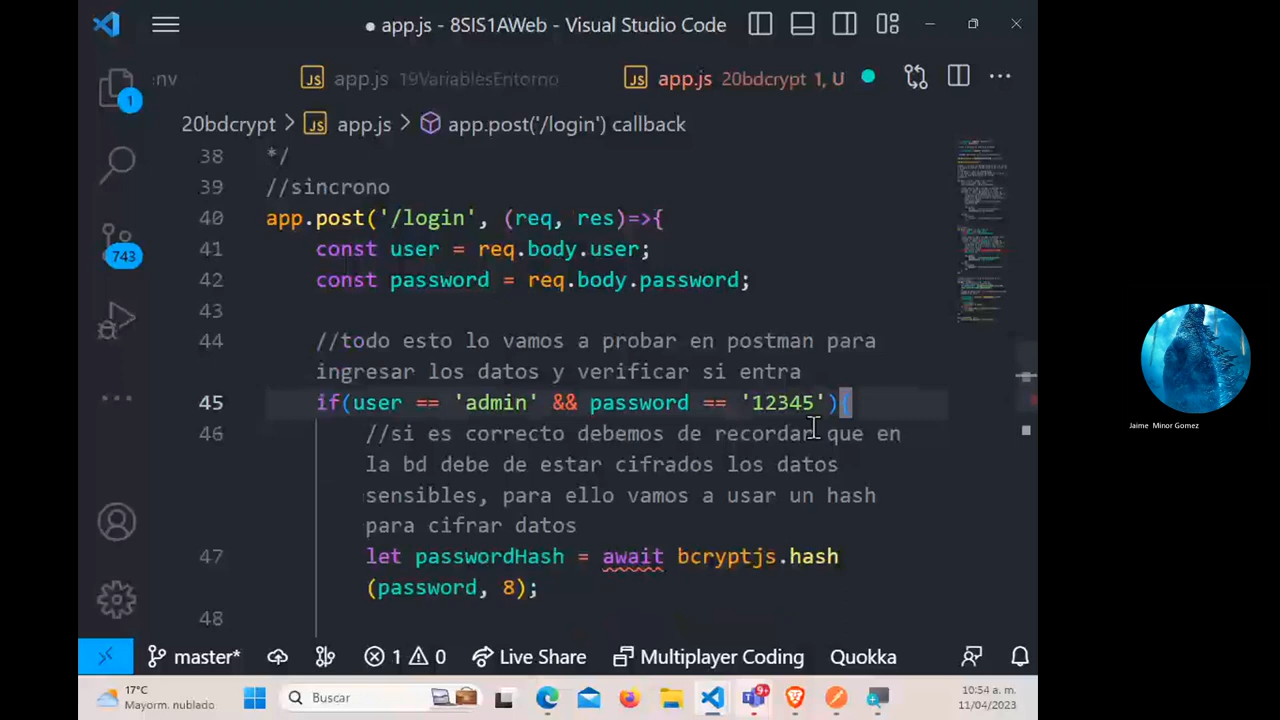 app.js - 8SIS1AWeb - Visual Studio Code
nv
JS app.js 19VariablesEntorno
JS app.js 20bdcrypt 1, U
20bdcrypt > JS app.js > app.post('/login') callback
1
743
38 */
39 //sincrono
40 app.post('/login', (req, res)=>{
41 const user = req.body.user;
42 const password = req.body.password;
43
44 //todo esto lo vamos a probar en postman para
ingresar los datos y verificar si entra
45 if(user == 'admin' && password == '12345'){
46 //si es correcto debemos de recordar que en
la bd debe de estar cifrados los datos
sensibles, para ello vamos a usar un hash
para cifrar datos
47 let passwordHash = await bcryptjs.hash
(password, 8);
48
Jaime Minor Gomez
master* 1 0 Live Share Multiplayer Coding Quokka
17°C
Mayorm. nublado
Buscar
9+
10:54 a. m.
11/04/2023